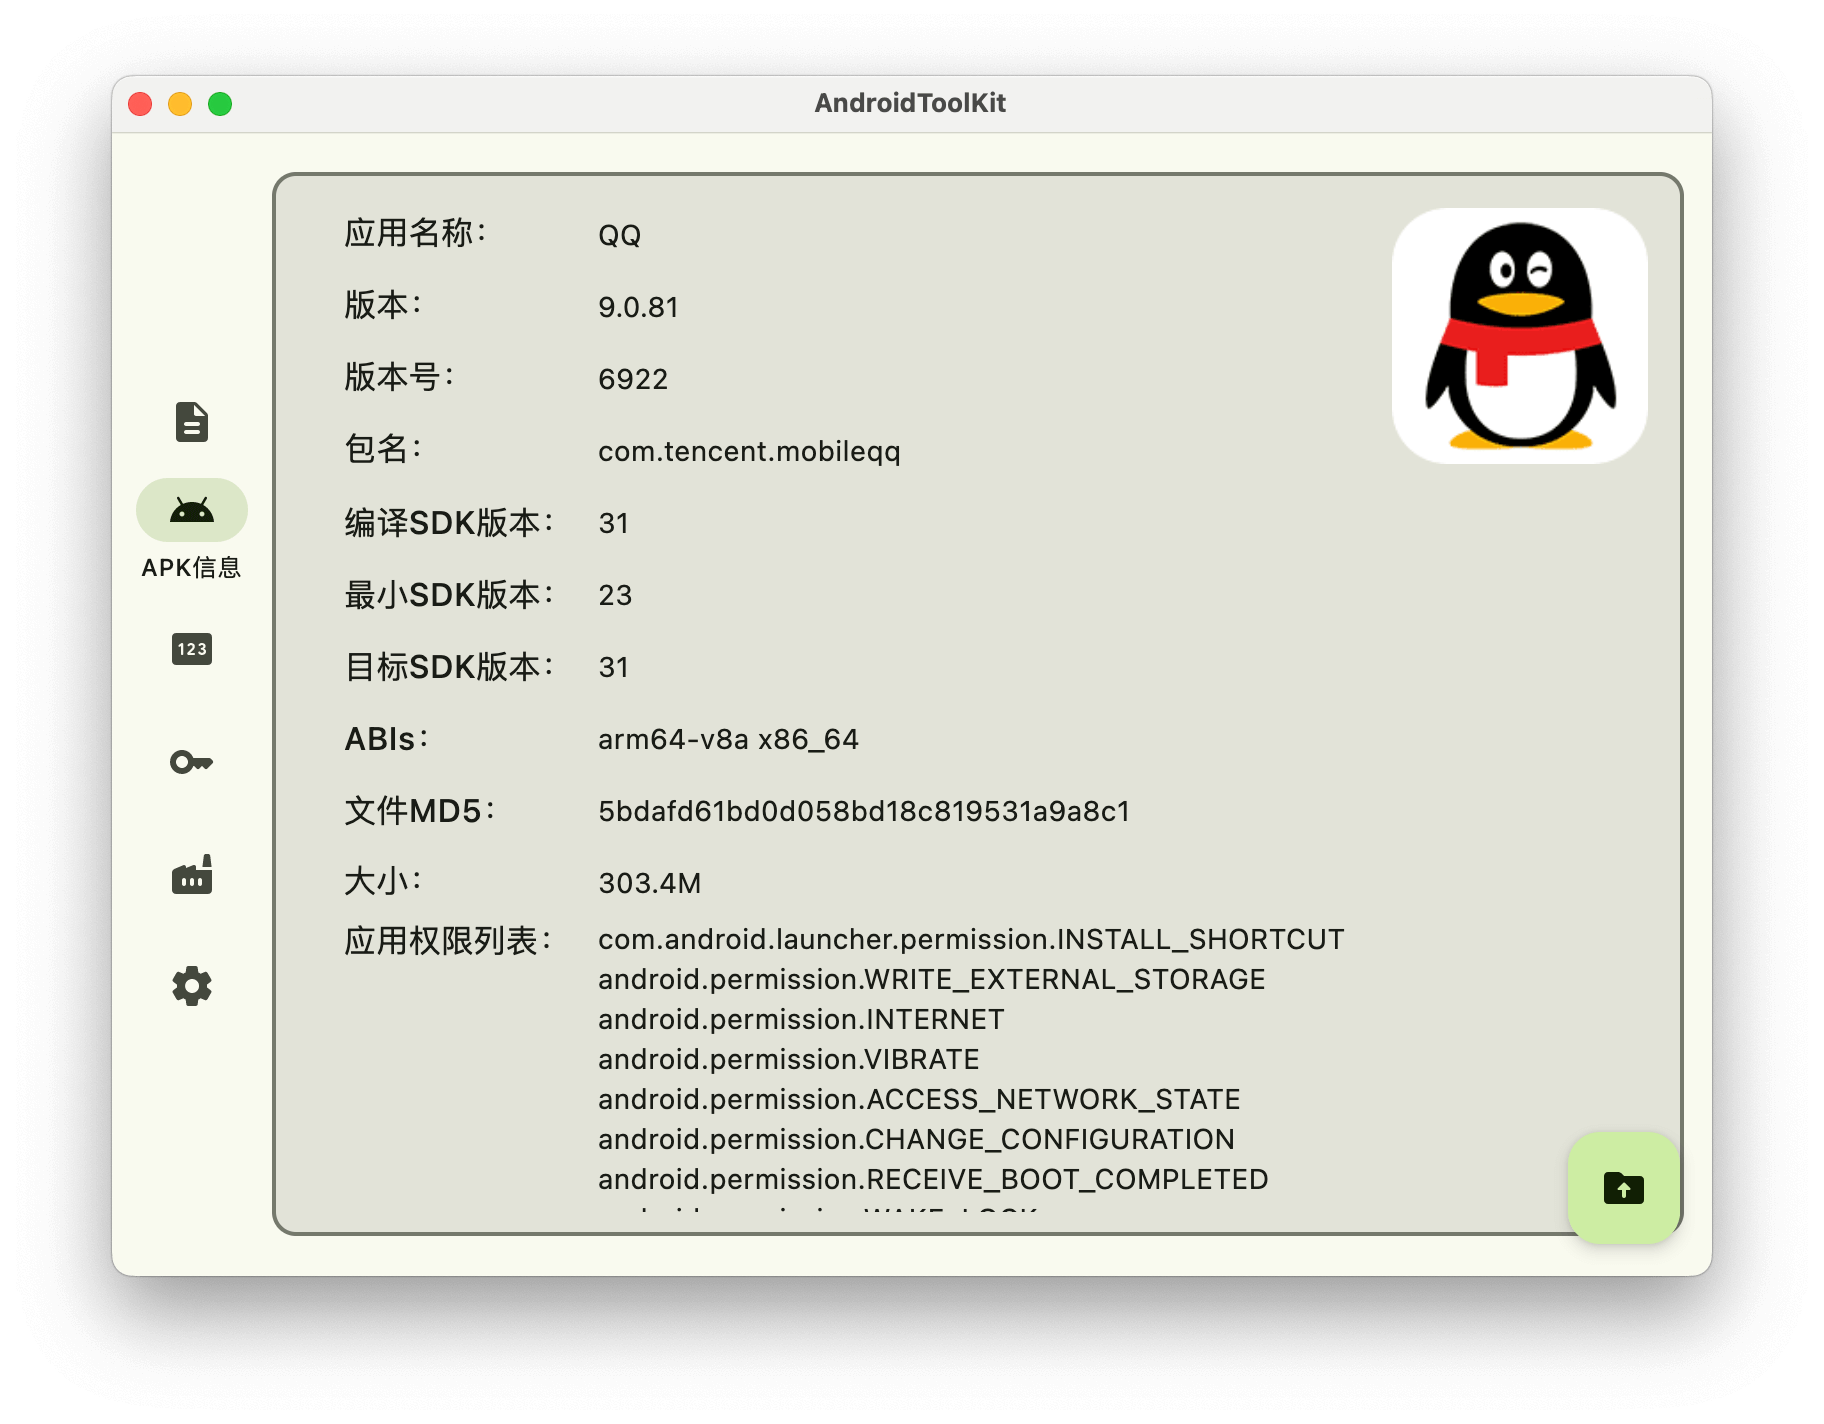 AndroidToolKit
应用名称： QQ
版本： 9.0.81
版本号： 6922
包名： com.tencent.mobileqq
编译SDK版本： 31
最小SDK版本： 23
目标SDK版本： 31
ABIs： arm64-v8a x86_64
文件MD5： 5bdafd61bd0d058bd18c819531a9a8c1
大小： 303.4M
应用权限列表： com.android.launcher.permission.INSTALL_SHORTCUT
android.permission.WRITE_EXTERNAL_STORAGE
android.permission.INTERNET
android.permission.VIBRATE
android.permission.ACCESS_NETWORK_STATE
android.permission.CHANGE_CONFIGURATION
android.permission.RECEIVE_BOOT_COMPLETED
APK信息
123